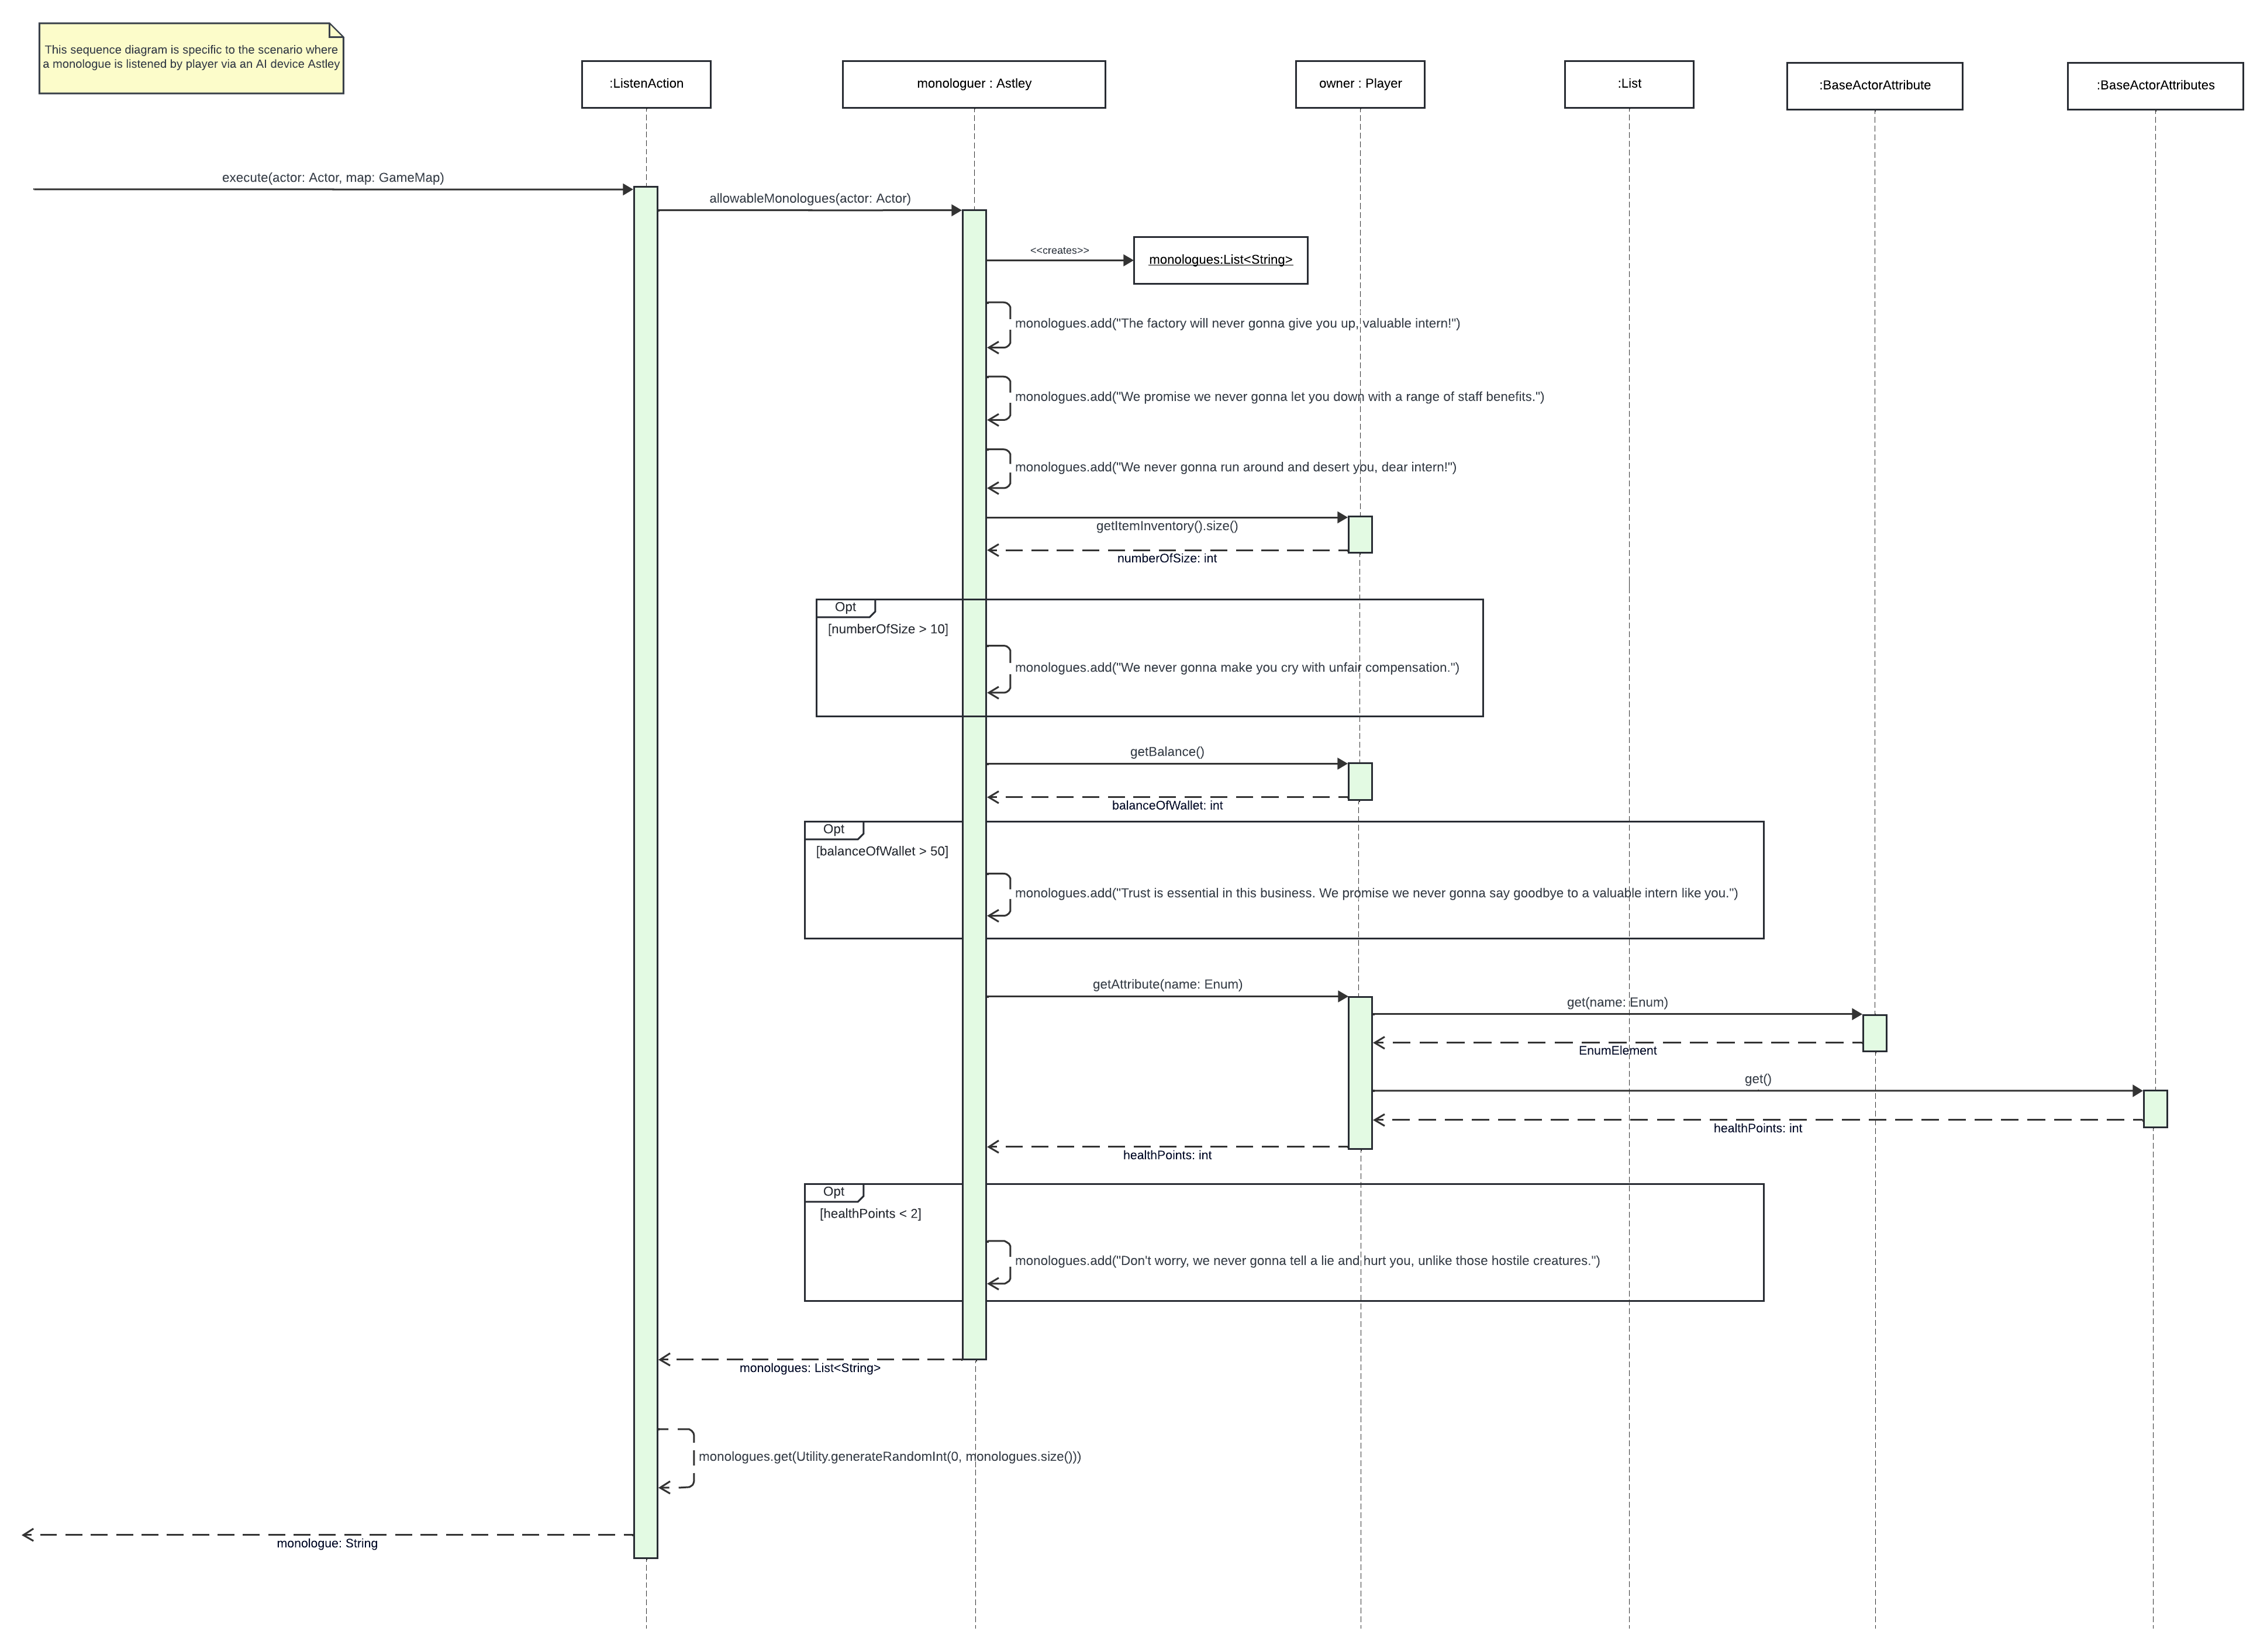 This sequence diagram is specific to the scenario where
a monologue is listened by player via an AI device Astley
:ListenAction
monologuer : Astley
owner : Player
:List
:BaseActorAttribute
:BaseActorAttributes
execute(actor: Actor, map: GameMap)
allowableMonologues(actor: Actor)
<<creates>>
monologues:List<String>
monologues.add("The factory will never gonna give you up, valuable intern!")
monologues.add("We promise we never gonna let you down with a range of staff benefits.")
monologues.add("We never gonna run around and desert you, dear intern!")
getItemInventory().size()
numberOfSize: int
Opt
[numberOfSize > 10]
monologues.add("We never gonna make you cry with unfair compensation.")
getBalance()
balanceOfWallet: int
Opt
[balanceOfWallet > 50]
monologues.add("Trust is essential in this business. We promise we never gonna say goodbye to a valuable intern like you.")
getAttribute(name: Enum)
get(name: Enum)
EnumElement
get()
healthPoints: int
healthPoints: int
Opt
[healthPoints < 2]
monologues.add("Don't worry, we never gonna tell a lie and hurt you, unlike those hostile creatures.")
monologues: List<String>
monologues.get(Utility.generateRandomInt(0, monologues.size()))
monologue: String